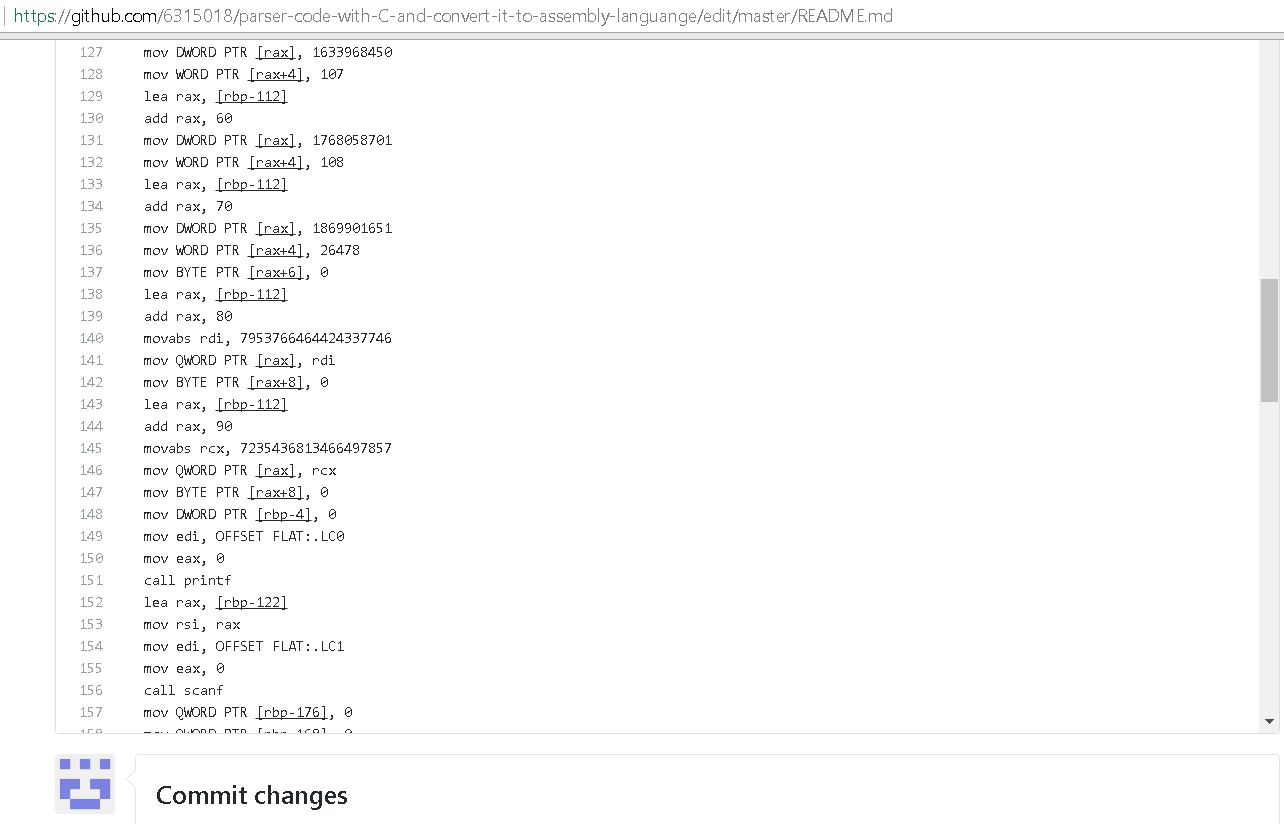 https://github.com/6315018/parser-code-with-C-and-convert-it-to-assembly-languange/edit/master/README.md
127 mov DWORD PTR [rax], 1633968450
128 mov WORD PTR [rax+4], 107
129 lea rax, [rbp-112]
130 add rax, 60
131 mov DWORD PTR [rax], 1768058701
132 mov WORD PTR [rax+4], 108
133 lea rax, [rbp-112]
134 add rax, 70
135 mov DWORD PTR [rax], 1869901651
136 mov WORD PTR [rax+4], 26478
137 mov BYTE PTR [rax+6], 0
138 lea rax, [rbp-112]
139 add rax, 80
140 movabs rdi, 7953766464424337746
141 mov QWORD PTR [rax], rdi
142 mov BYTE PTR [rax+8], 0
143 lea rax, [rbp-112]
144 add rax, 90
145 movabs rcx, 7235436813466497857
146 mov QWORD PTR [rax], rcx
147 mov BYTE PTR [rax+8], 0
148 mov DWORD PTR [rbp-4], 0
149 mov edi, OFFSET FLAT:.LC0
150 mov eax, 0
151 call printf
152 lea rax, [rbp-122]
153 mov rsi, rax
154 mov edi, OFFSET FLAT:.LC1
155 mov eax, 0
156 call scanf
157 mov QWORD PTR [rbp-176], 0
158 mov QWORD PTR [rbp-168], 0
Commit changes